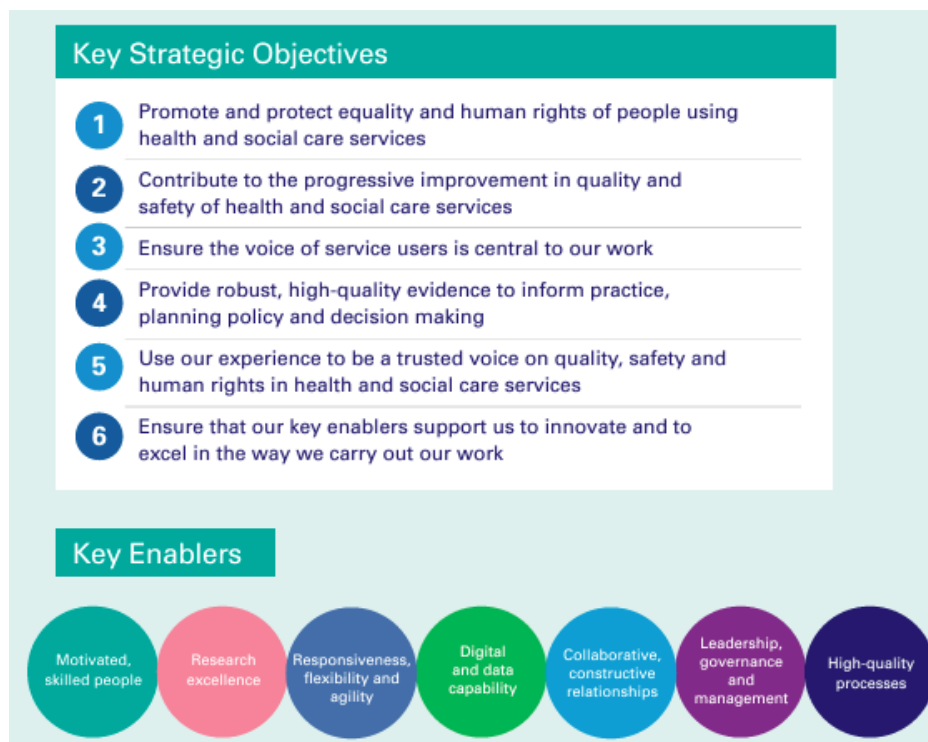 Key Strategic Objectives
1
Promote and protect equality and human rights of people using
health and social care services
2
Contribute to the progressive improvement in quality and
safety of health and social care services
3
Ensure the voice of service users is central to our work
4
Provide robust, high-quality evidence to inform practice,
planning policy and decision making
5
Use our experience to be a trusted voice on quality, safety and
human rights in health and social care services
6
Ensure that our key enablers support us to innovate and to
excel in the way we carry out our work
Key Enablers
Motivated,
skilled people
Research
excellence
Responsiveness,
flexibility and
agility
Digital
and data
capability
Collaborative,
constructive
relationships
Leadership,
governance
and
management
High-quality
processes